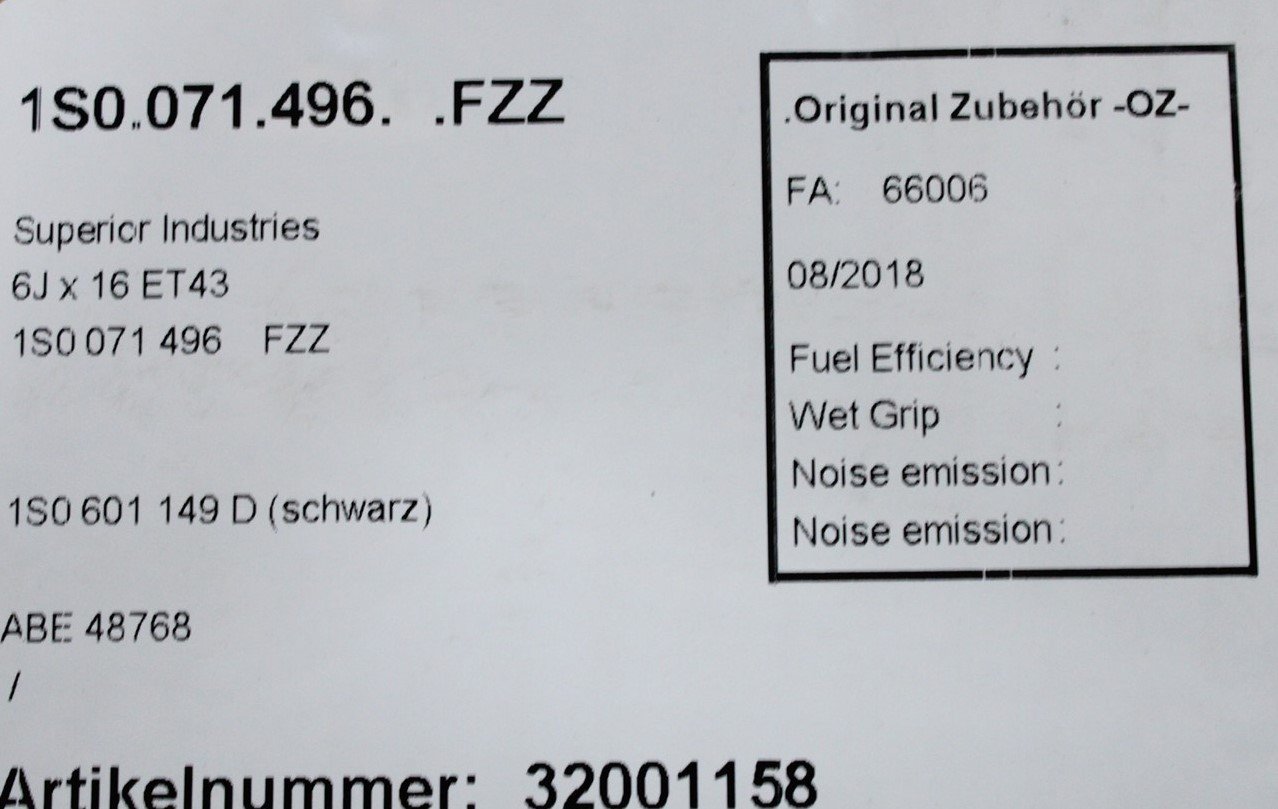 1S0.071.496. .FZZ
Superior Industries
6J x 16 ET43
1S0 071 496 FZZ
1S0 601 149 D (schwarz)
ABE 48768
/
Artikelnummer: 32001158
.Original Zubehör -OZ-
FA: 66006
08/2018
Fuel Efficiency :
Wet Grip :
Noise emission:
Noise emission: